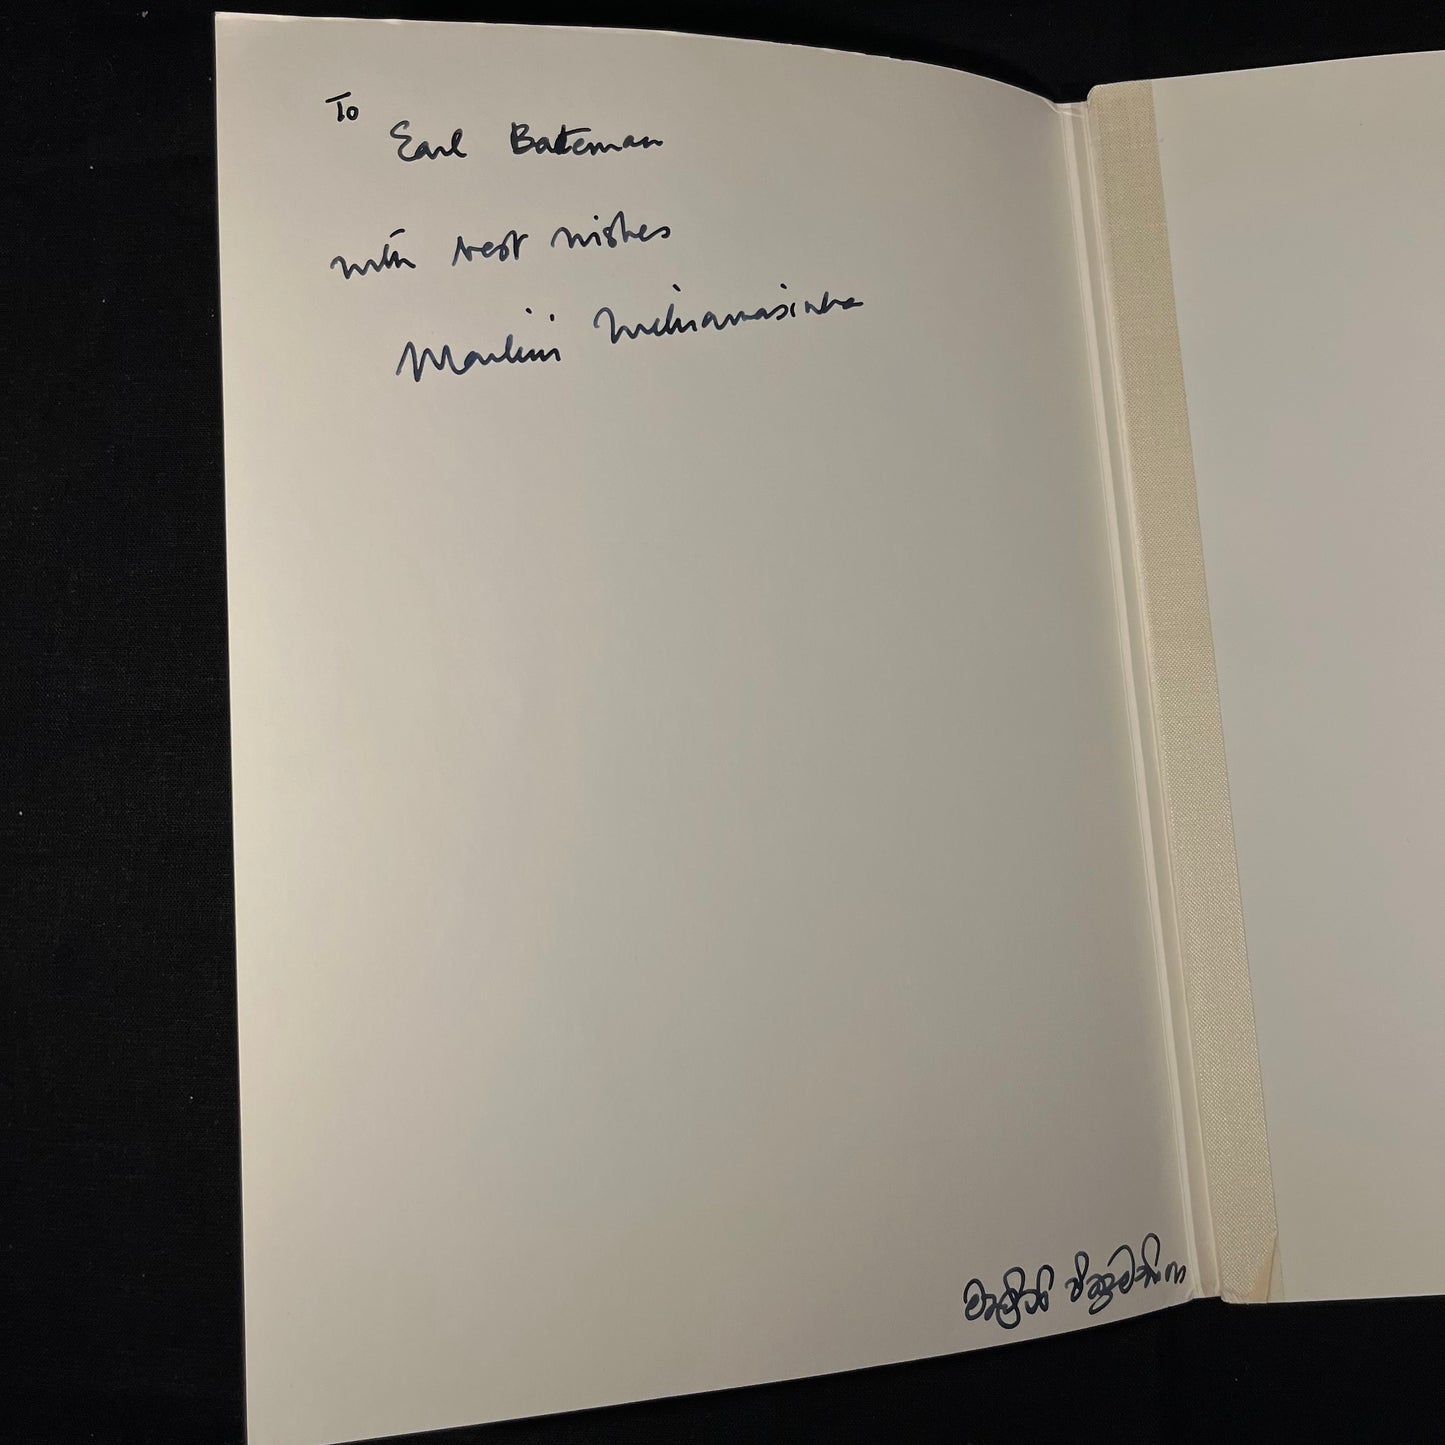 To
Earl Bateman
with best wishes
Martin Wickramasinghe
මාර්ටින් වික්‍රමසිංහ